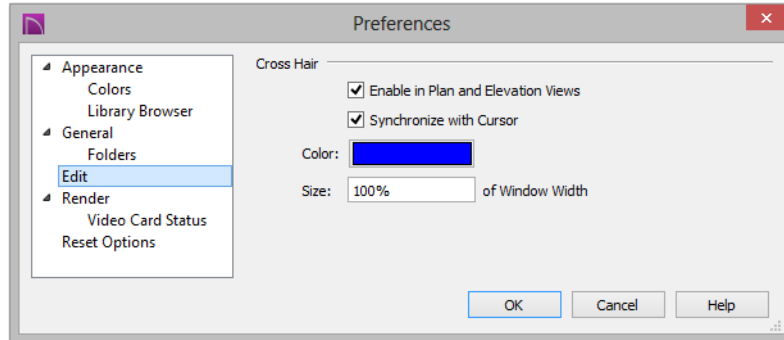 Preferences
Appearance
Colors
Library Browser
General
Folders
Edit
Render
Video Card Status
Reset Options
Cross Hair
Enable in Plan and Elevation Views
Synchronize with Cursor
Color:
Size: 100% of Window Width
OK Cancel Help